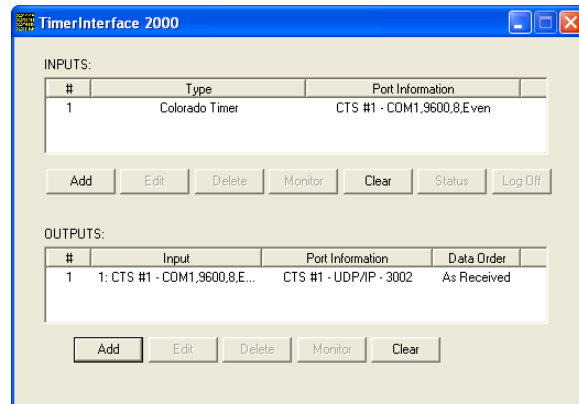 TimerInterface 2000
INPUTS:
# Type Port Information
1 Colorado Timer CTS #1 - COM1,9600,8,Even
Add Edit Delete Monitor Clear Status Log Off
OUTPUTS:
# Input Port Information Data Order
1 1: CTS #1 - COM1,9600,8,E... CTS #1 - UDP/IP - 3002 As Received
Add Edit Delete Monitor Clear